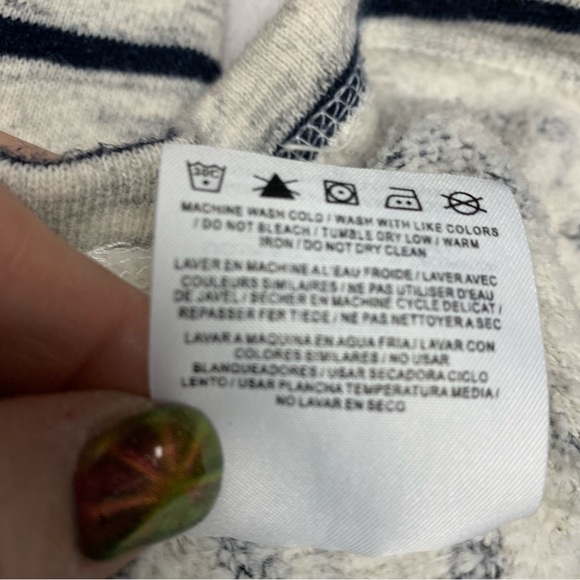 30C
MACHINE WASH COLD / WASH WITH LIKE COLORS
/ DO NOT BLEACH / TUMBLE DRY LOW / WARM
IRON / DO NOT DRY CLEAN
LAVER EN MACHINE A L'EAU FROIDE / LAVER AVEC
COULEURS SIMILAIRES / NE PAS UTILISER D'EAU
DE JAVEL / SECHER EN MACHINE CYCLE DELICAT /
REPASSER FER TIEDE / NE PAS NETTOYER A SEC
LAVAR A MAQUINA EN AGUA FRIA / LAVAR CON
COLORES SIMILARES / NO USAR
BLANQUEADORES / USAR SECADORA CICLO
LENTO / USAR PLANCHA TEMPERATURA MEDIA /
NO LAVAR EN SECO